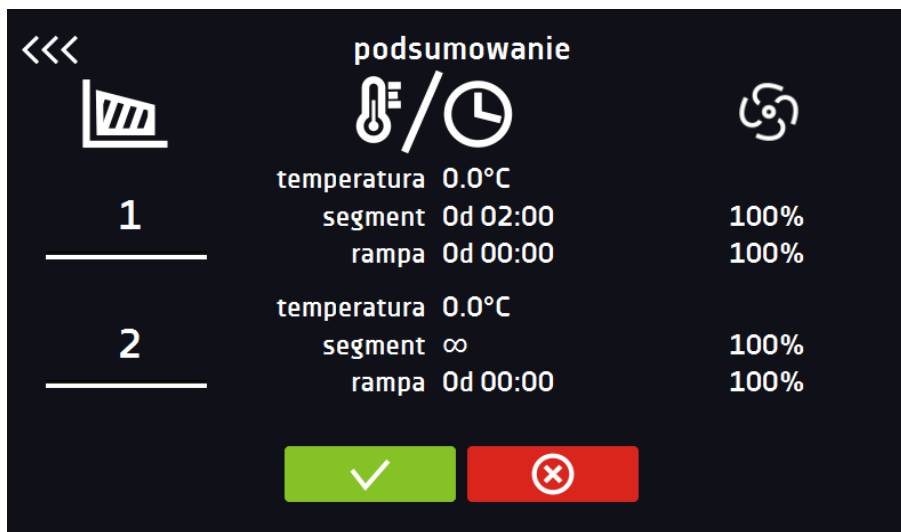 <<< podsumowanie
temperatura 0.0°C
1 segment 0d 02:00 100%
rampa 0d 00:00 100%
temperatura 0.0°C
2 segment ∞ 100%
rampa 0d 00:00 100%